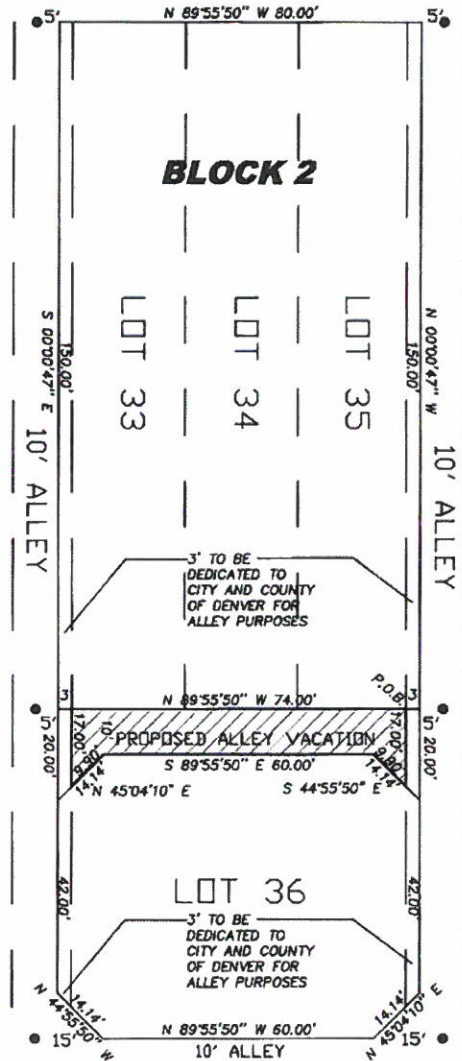 N 89°55'50" W 80.00'
5'
5'
BLOCK 2
S 00°00'47" E
150.00'
LOT 33
LOT 34
LOT 35
150.00'
N 00°00'47" W
10' ALLEY
10' ALLEY
3' TO BE
DEDICATED TO
CITY AND COUNTY
OF DENVER FOR
ALLEY PURPOSES
3
N 89°55'50" W 74.00'
P.O.B.
3
5'
20.00'
17.00'
10'
PROPOSED ALLEY VACATION
17.00'
5'
20.00'
9.90'
14.14'
S 89°55'50" E 60.00'
9.90'
14.14'
N 45°04'10" E
S 44°55'50" E
42.00'
LOT 36
42.00'
3' TO BE
DEDICATED TO
CITY AND COUNTY
OF DENVER FOR
ALLEY PURPOSES
14.14'
N 44°55'50" W
14.14'
N 45°04'10" E
15'
N 89°55'50" W 60.00'
15'
10' ALLEY